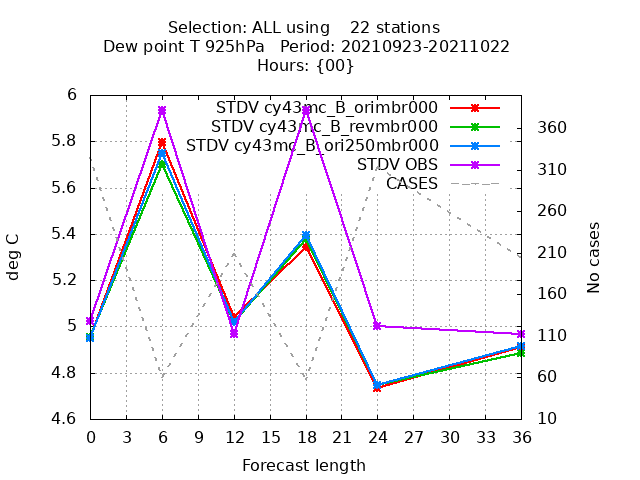 Selection: ALL using    22 stations
Dew point T 925hPa   Period: 20210923-20211022
Hours: {00}
STDV cy43mc_B_orimbr000
STDV cy43mc_B_revmbr000
STDV cy43mc_B_ori250mbr000
STDV OBS
CASES
deg C
6
5.8
5.6
5.4
5.2
5
4.8
4.6
No cases
360
310
260
210
160
110
60
10
0 3 6 9 12 15 18 21 24 27 30 33 36
Forecast length